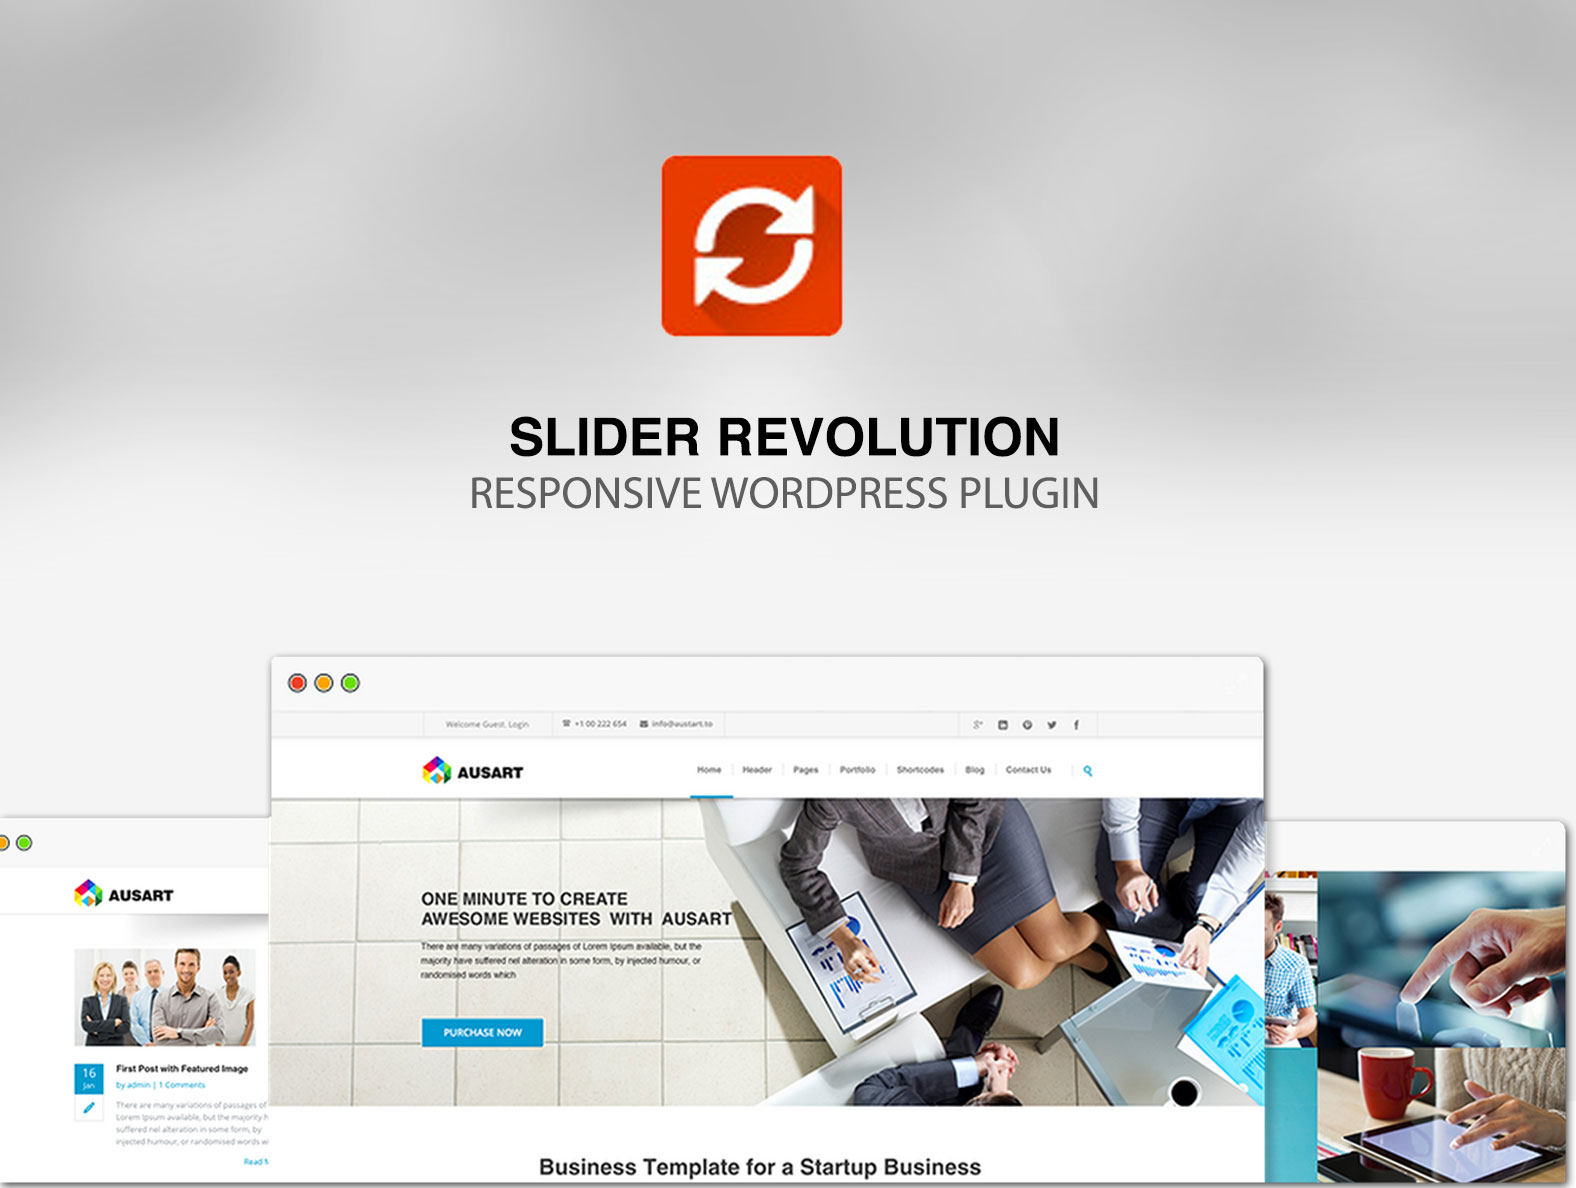 SLIDER REVOLUTION
RESPONSIVE WORDPRESS PLUGIN
Welcome Guest. Login
+1 00 222 654
info@austart.to
AUSART
Home
Header
Pages
Portfolio
Shortcodes
Blog
Contact Us
ONE MINUTE TO CREATE
AWESOME WEBSITES WITH AUSART
There are many variations of passages of Lorem Ipsum available, but the
majority have suffered nel alteration in some form, by injected humour, or
randomised words which
PURCHASE NOW
Business Template for a Startup Business
AUSART
16
Jan
First Post with Featured Image
by admin | 1 Comments
There are many variations of passages of
Lorem Ipsum available, but the majority h
suffered nel alteration in some form, by
injected humour, or randomised words wi
Read M